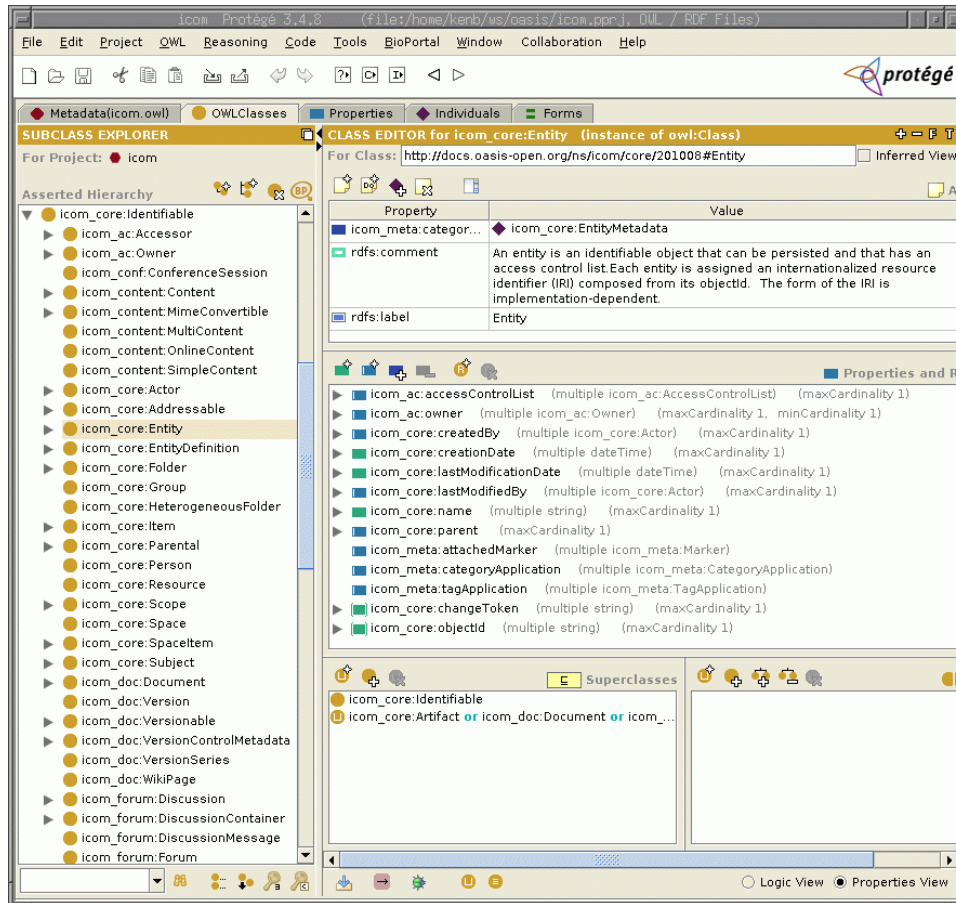 icom Protégé 3.4.8 (file:/home/kenb/ws/oasis/icom.pprj, OWL / RDF Files)
File Edit Project OWL Reasoning Code Tools BioPortal Window Collaboration Help
protégé
Metadata(icom.owl) OWLClasses Properties Individuals Forms
SUBCLASS EXPLORER
For Project: icom
Asserted Hierarchy
BP
icom_core:Identifiable
icom_ac:Accessor
icom_ac:Owner
icom_conf:ConferenceSession
icom_content:Content
icom_content:MimeConvertible
icom_content:MultiContent
icom_content:OnlineContent
icom_content:SimpleContent
icom_core:Actor
icom_core:Addressable
icom_core:Entity
icom_core:EntityDefinition
icom_core:Folder
icom_core:Group
icom_core:HeterogeneousFolder
icom_core:Item
icom_core:Parental
icom_core:Person
icom_core:Resource
icom_core:Scope
icom_core:Space
icom_core:SpaceItem
icom_core:Subject
icom_doc:Document
icom_doc:Version
icom_doc:Versionable
icom_doc:VersionControlMetadata
icom_doc:VersionSeries
icom_doc:WikiPage
icom_forum:Discussion
icom_forum:DiscussionContainer
icom_forum:DiscussionMessage
icom_forum:Forum
CLASS EDITOR for icom_core:Entity (instance of owl:Class)
F T
For Class: http://docs.oasis-open.org/ns/icom/core/201008#Entity Inferred View
Property Value
icom_meta:categor... icom_core:EntityMetadata
rdfs:comment An entity is an identifiable object that can be persisted and that has an
access control list.Each entity is assigned an internationalized resource
identifier (IRI) composed from its objectId. The form of the IRI is
implementation-dependent.
rdfs:label Entity
Properties and R
icom_ac:accessControlList (multiple icom_ac:AccessControlList) (maxCardinality 1)
icom_ac:owner (multiple icom_ac:Owner) (maxCardinality 1, minCardinality 1)
icom_core:createdBy (multiple icom_core:Actor) (maxCardinality 1)
icom_core:creationDate (multiple dateTime) (maxCardinality 1)
icom_core:lastModificationDate (multiple dateTime) (maxCardinality 1)
icom_core:lastModifiedBy (multiple icom_core:Actor) (maxCardinality 1)
icom_core:name (multiple string) (maxCardinality 1)
icom_core:parent (maxCardinality 1)
icom_meta:attachedMarker (multiple icom_meta:Marker)
icom_meta:categoryApplication (multiple icom_meta:CategoryApplication)
icom_meta:tagApplication (multiple icom_meta:TagApplication)
icom_core:changeToken (multiple string) (maxCardinality 1)
icom_core:objectId (multiple string) (maxCardinality 1)
Superclasses
icom_core:Identifiable
icom_core:Artifact or icom_doc:Document or icom_...
Logic View Properties View